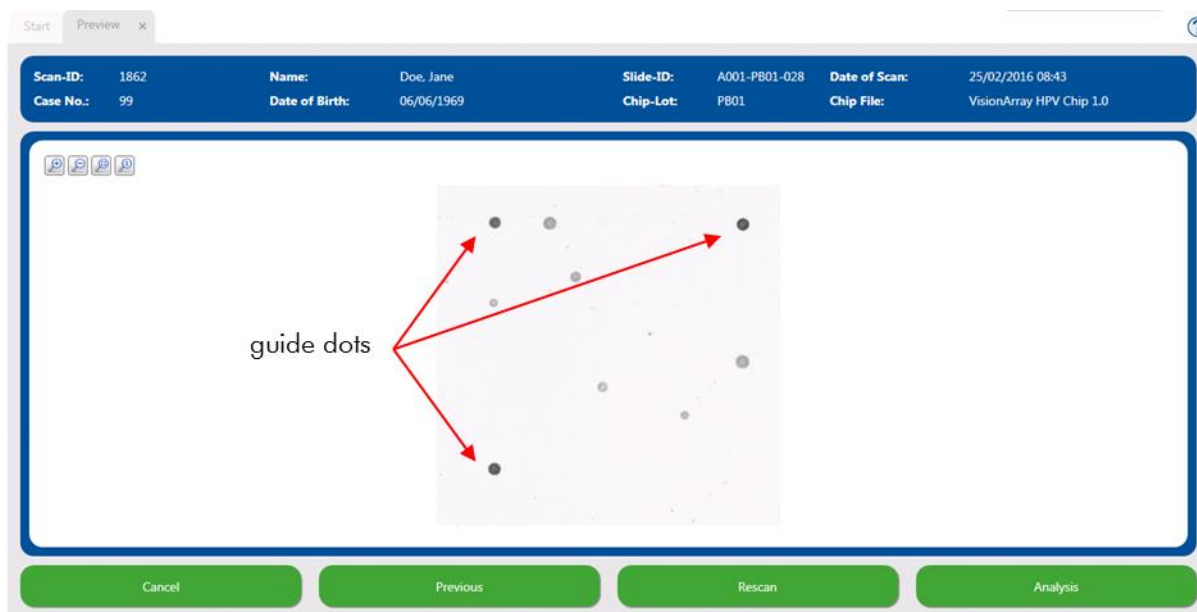 Start Preview ×
Scan-ID: 1862 Name: Doe, Jane Slide-ID: A001-PB01-028 Date of Scan: 25/02/2016 08:43
Case No.: 99 Date of Birth: 06/06/1969 Chip-Lot: PB01 Chip File: VisionArray HPV Chip 1.0
guide dots
Cancel Previous Rescan Analysis